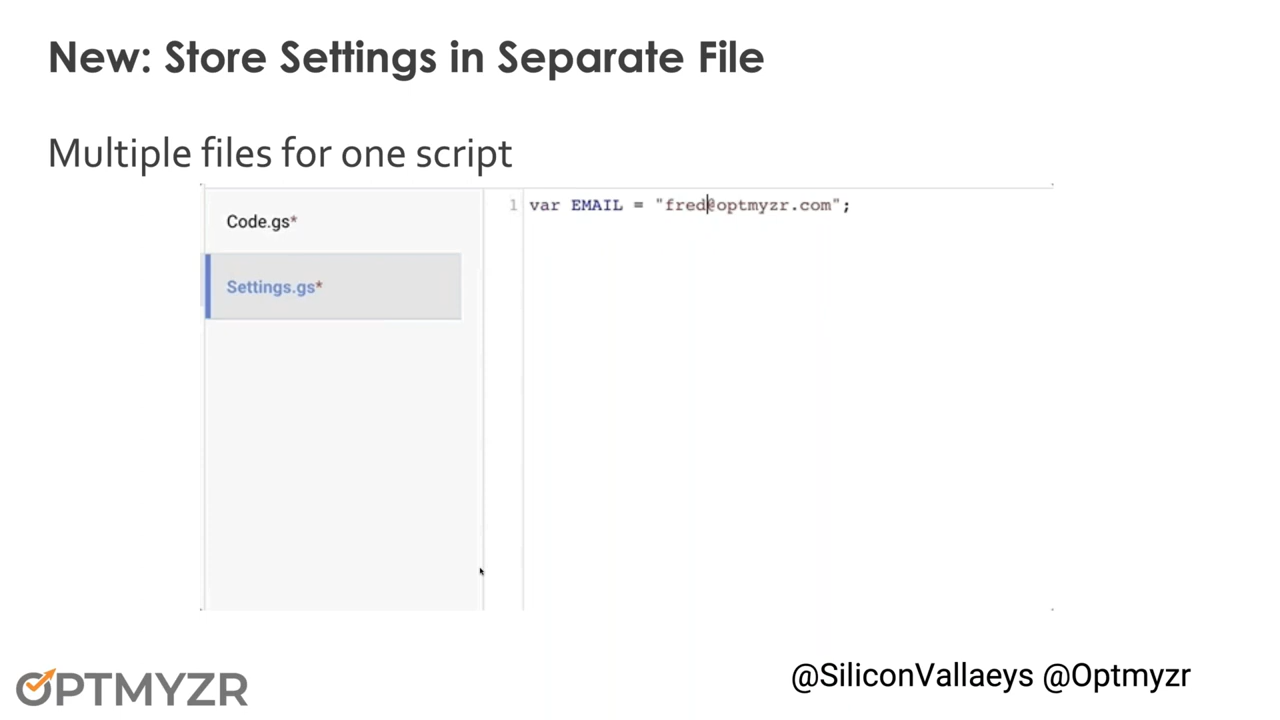 New: Store Settings in Separate File
Multiple files for one script
Code.gs*
Settings.gs*
1 var EMAIL = "fred@optmyzr.com";
OPTMYZR
@SiliconVallaeys @Optmyzr